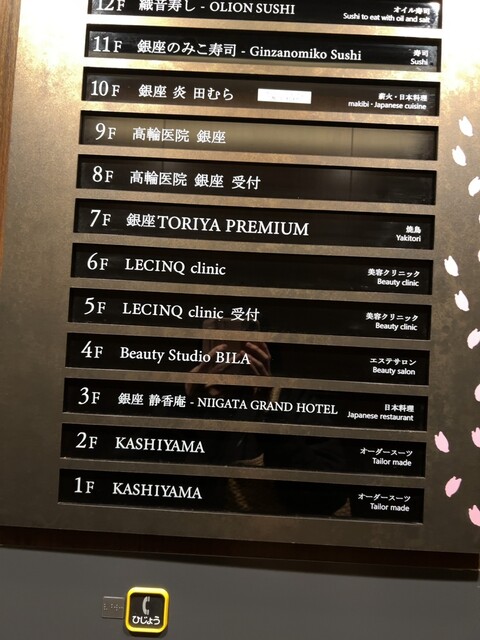 12F 織音寿し - OLION SUSHI オイル寿司
Sushi to eat with oil and salt
11F 銀座のみこ寿司 - Ginzanomiko Sushi 寿司
Sushi
10F 銀座 炎 田むら 薪火・日本料理
makibi・Japanese cuisine
9F 高輪医院 銀座
8F 高輪医院 銀座 受付
7F 銀座TORIYA PREMIUM 焼鳥
Yakitori
6F LECINQ clinic 美容クリニック
Beauty clinic
5F LECINQ clinic 受付 美容クリニック
Beauty clinic
4F Beauty Studio BILA エステサロン
Beauty salon
3F 銀座 静香庵 - NIIGATA GRAND HOTEL 日本料理
Japanese restaurant
2F KASHIYAMA オーダースーツ
Tailor made
1F KASHIYAMA オーダースーツ
Tailor made
ひじょう